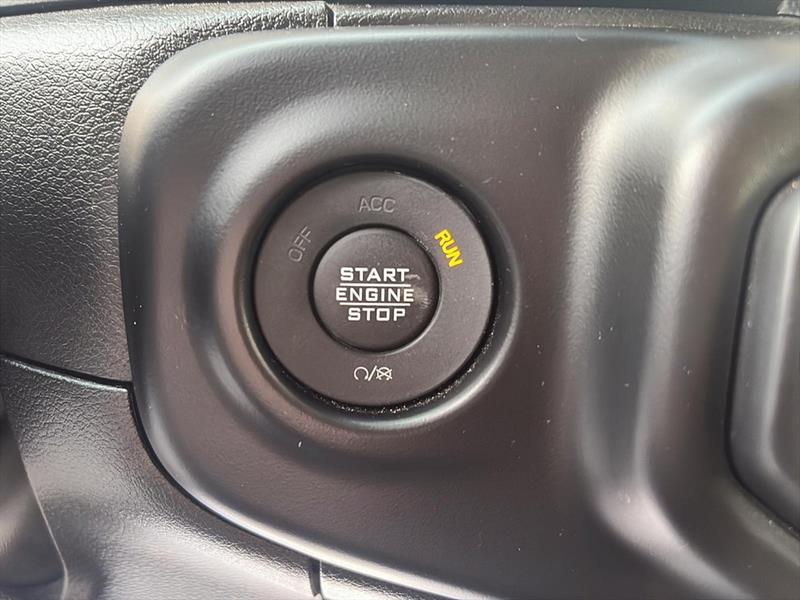 ACC
OFF
RUN
START
ENGINE
STOP